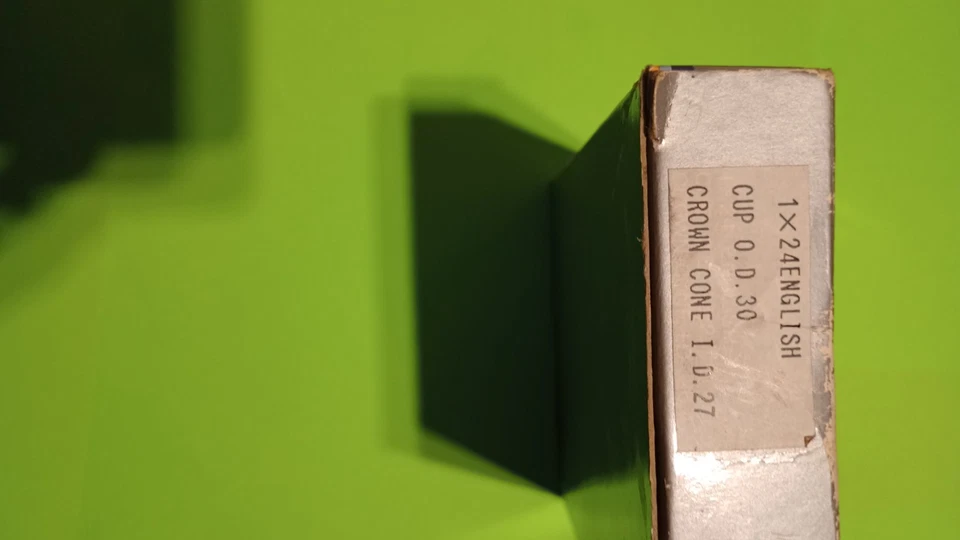 1×24ENGLISH
CUP O.D.30
CROWN CONE I.D.27